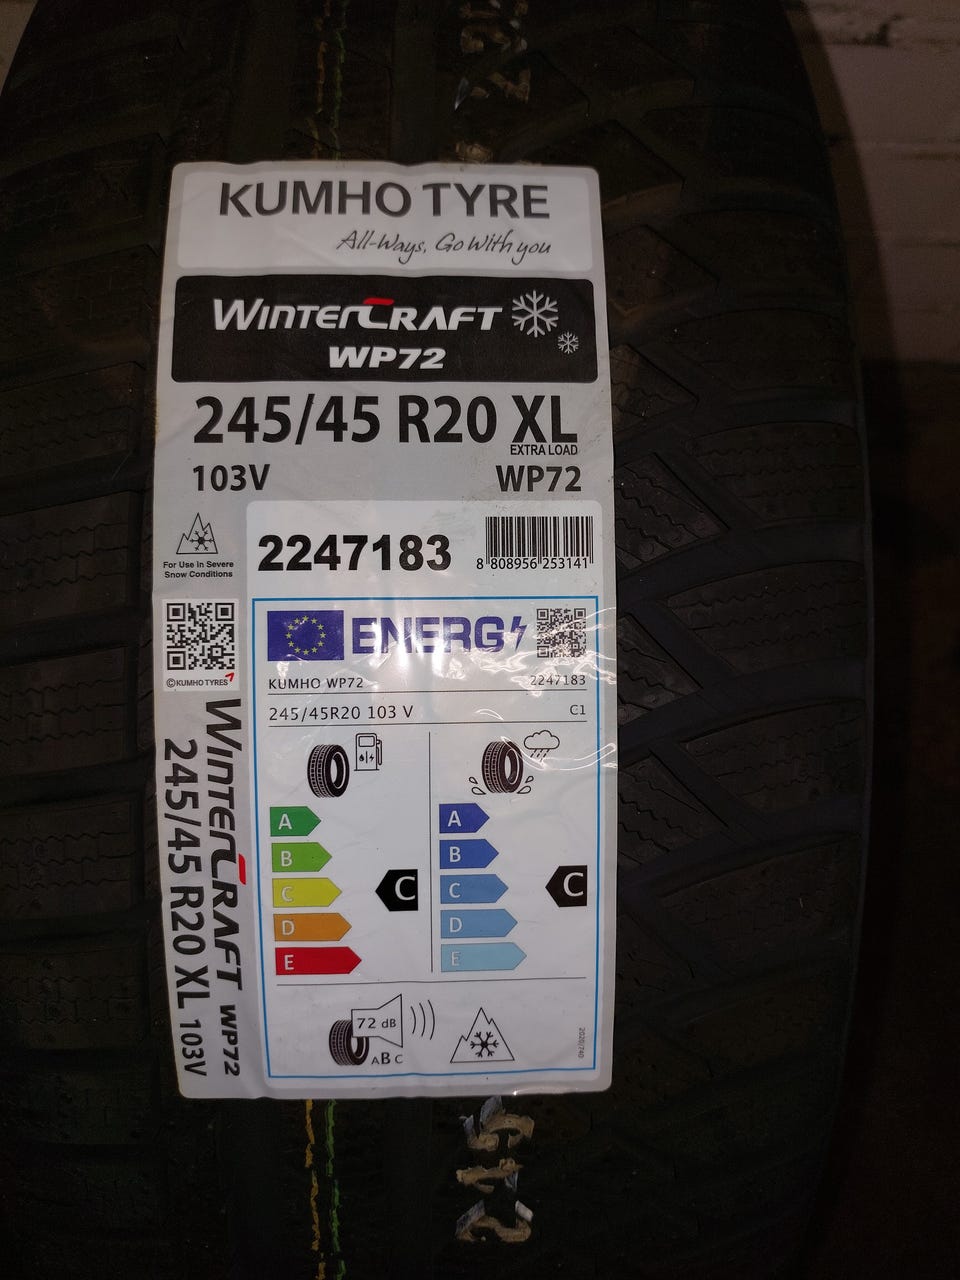 KUMHO TYRE
All-Ways, Go With you
WINTERCRAFT
WP72
245/45 R20 XL
EXTRA LOAD
103V WP72
For Use In Severe
Snow Conditions
2247183
8 808956 253141
ENERG
KUMHO WP72 2247183
245/45R20 103 V C1
©KUMHO TYRES
A A
B B
C C C C
D D
E E
72 dB
ABC
2020/740
WINTERCRAFT WP72
245/45 R20 XL 103V